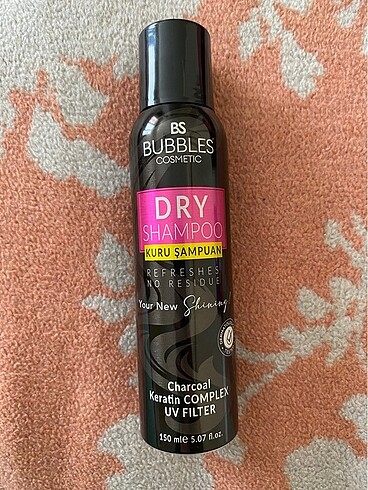 BS
BUBBLES
COSMETIC
DRY
SHAMPOO
KURU ŞAMPUAN
REFRESHES
NO RESIDUE
Your New Shining
Charcoal
Keratin COMPLEX
UV FILTER
150 ml e 5.07 fl.oz.